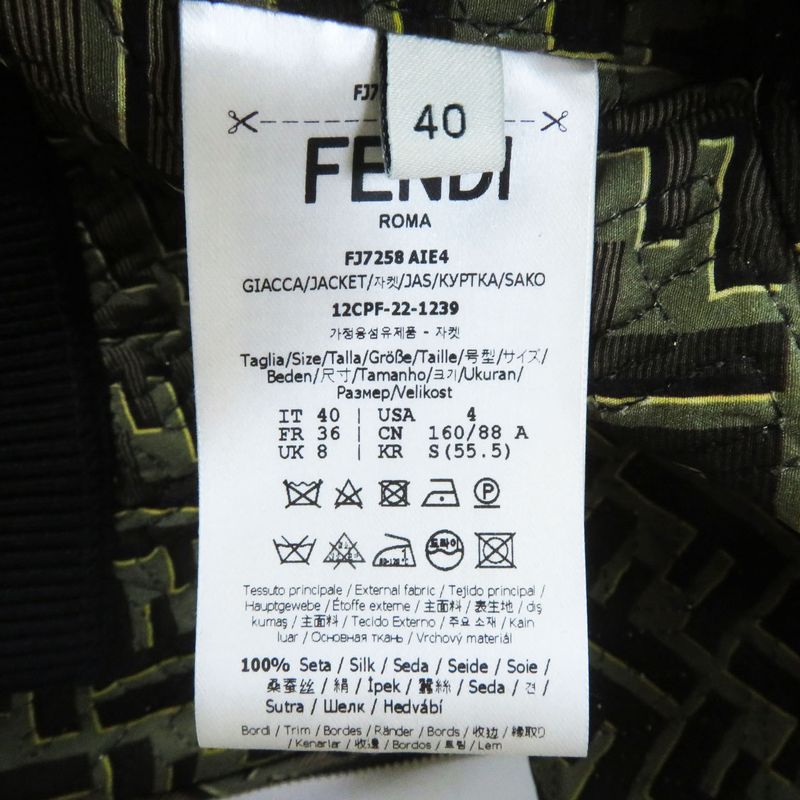 FJ7
40
FENDI
ROMA
FJ7258 AIE4
GIACCA/JACKET/자켓/JAS/КУРТКА/SAKO
12CPF-22-1239
가정용섬유제품 - 자켓
Taglia/Size/Talla/Größe/Taille/号型/サイズ/
Beden/尺寸/Tamanho/크기/Ukuran/
Размер/Velikost
IT 40 | USA 4
FR 36 | CN 160/88 A
UK 8 | KR S(55.5)
P
드라이
Tessuto principale / External fabric / Tejido principal /
Hauptgewebe / Étoffe externe / 主面料 / 表生地 / dış
kumaş / 主面料 / Tecido Externo / 주요 소재 / Kain
luar / Основная ткань / Vrchový materiál
100% Seta / Silk / Seda / Seide / Soie /
桑蚕丝 / 絹 / İpek / 蠶絲 / Seda / 견 /
Sutra / Шелк / Hedvábí
Bordi / Trim / Bordes / Ränder / Bords / 收边 / 縁取り
/ Kenarlar / 收邊 / Bordos / 트림 / Lem